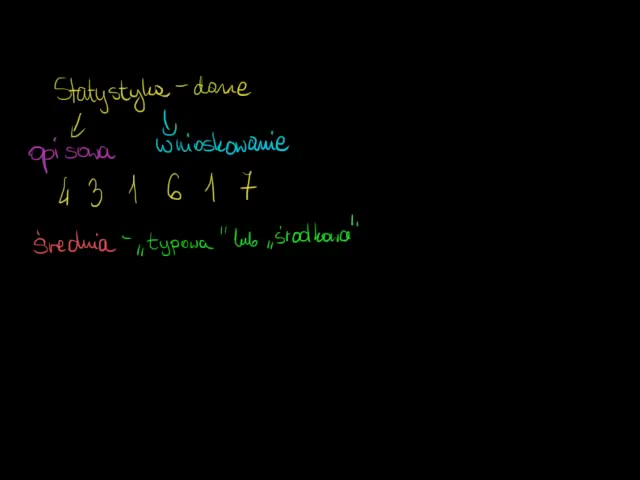 Statystyka - dane
opisowa wnioskowanie
4 3 1 6 1 7
średnia - „typowa" lub „środkowa"